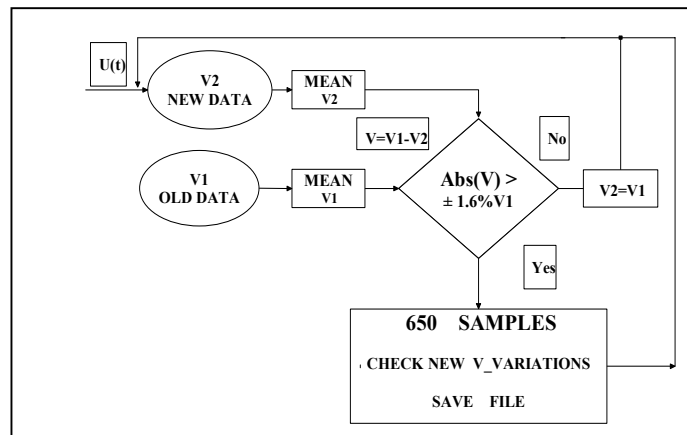 U(t)
V2
NEW DATA
MEAN
V2
V=V1-V2
No
V1
OLD DATA
MEAN
V1
Abs(V) >
± 1.6%V1
V2=V1
Yes
650 SAMPLES
CHECK NEW V_VARIATIONS
SAVE FILE